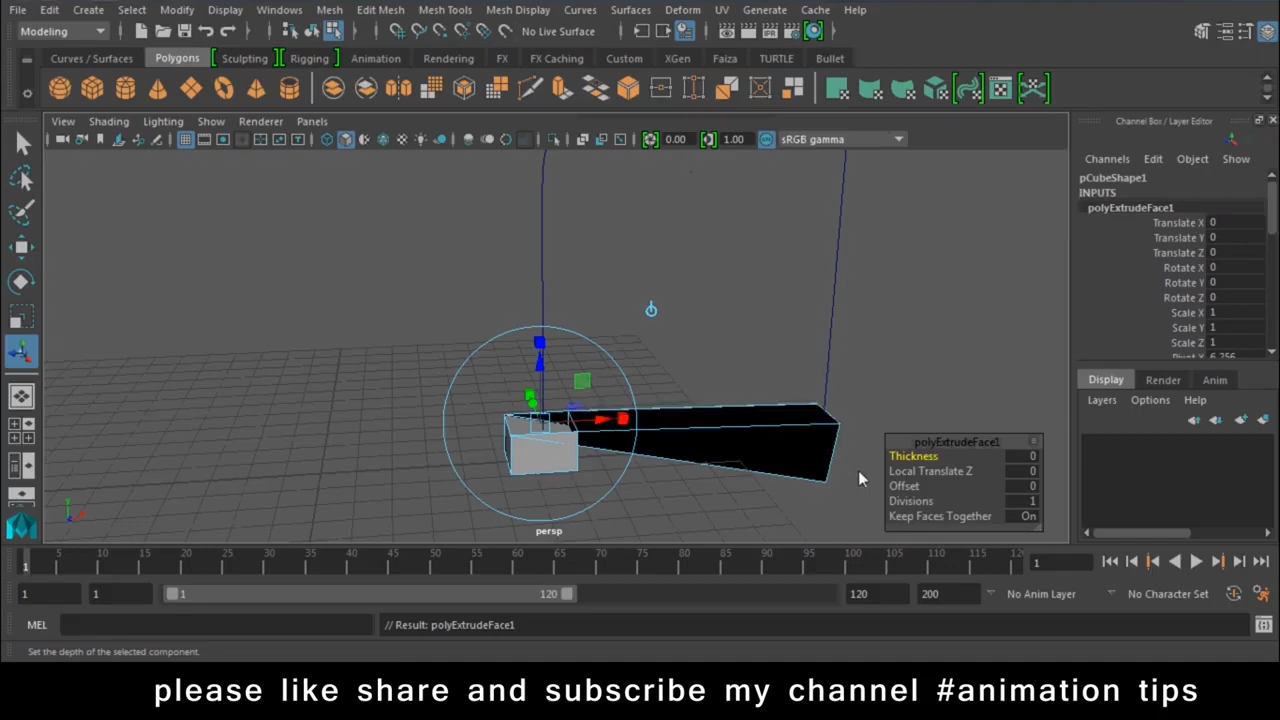 File Edit Create Select Modify Display Windows Mesh Edit Mesh Mesh Tools Mesh Display Curves Surfaces Deform UV Generate Cache Help
Modeling No Live Surface
Curves / Surfaces Polygons Sculpting Rigging Animation Rendering FX FX Caching Custom XGen Faiza TURTLE Bullet
View Shading Lighting Show Renderer Panels
0.00 1.00 sRGB gamma
Channel Box / Layer Editor
Channels Edit Object Show
pCubeShape1
INPUTS
polyExtrudeFace1
Translate X 0
Translate Y 0
Translate Z 0
Rotate X 0
Rotate Y 0
Rotate Z 0
Scale X 1
Scale Y 1
Scale Z 1
Pivot X 6.256
Display Render Anim
Layers Options Help
polyExtrudeFace1
Thickness 0
Local Translate Z 0
Offset 0
Divisions 1
Keep Faces Together On
persp
5 10 15 20 25 30 35 40 45 50 55 60 65 70 75 80 85 90 95 100 105 110 115 12
1 1
1 1 1 120 120 200 No Anim Layer No Character Set
MEL // Result: polyExtrudeFace1
Set the depth of the selected component.
please like share and subscribe my channel #animation tips